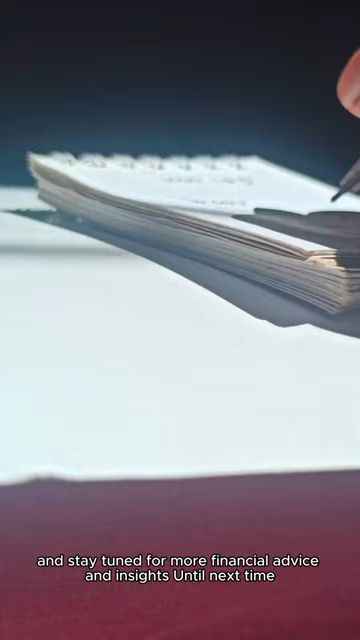 and stay tuned for more financial advice
and insights Until next time